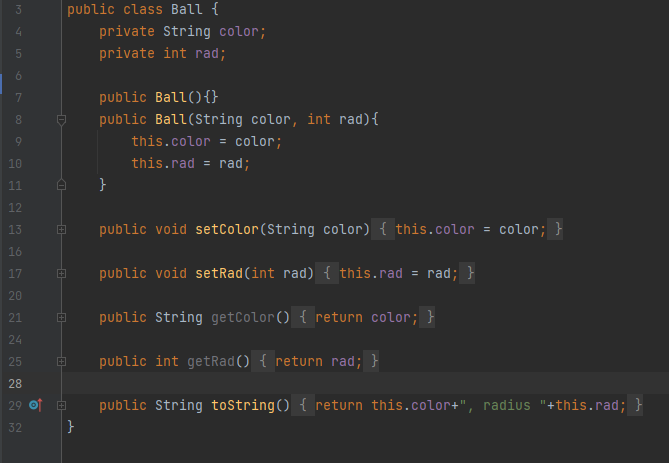 3 public class Ball {
4 private String color;
5 private int rad;
6
7 public Ball(){}
8 public Ball(String color, int rad){
9 this.color = color;
10 this.rad = rad;
11 }
12
13 public void setColor(String color) { this.color = color; }
16
17 public void setRad(int rad) { this.rad = rad; }
20
21 public String getColor() { return color; }
24
25 public int getRad() { return rad; }
28
29 public String toString() { return this.color+", radius "+this.rad; }
32 }